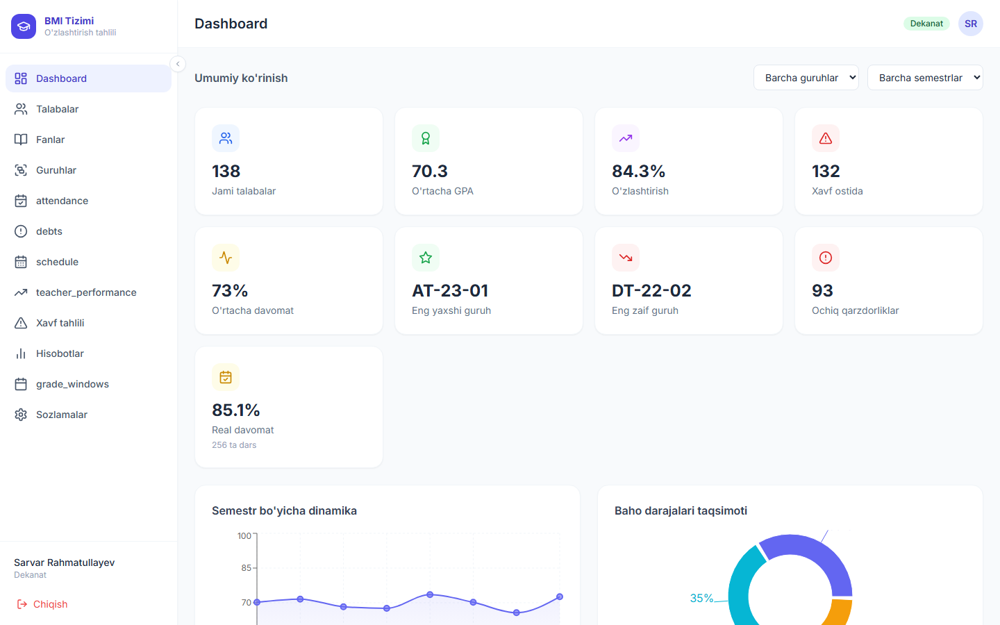 BMI Tizimi
O'zlashtirish tahlili
Dashboard
Talabalar
Fanlar
Guruhlar
attendance
debts
schedule
teacher_performance
Xavf tahlili
Hisobotlar
grade_windows
Sozlamalar
Sarvar Rahmatullayev
Dekanat
Chiqish
Dashboard
Dekanat
SR
Umumiy ko'rinish
Barcha guruhlar
Barcha semestrlar
138
Jami talabalar
70.3
O'rtacha GPA
84.3%
O'zlashtirish
132
Xavf ostida
73%
O'rtacha davomat
AT-23-01
Eng yaxshi guruh
DT-22-02
Eng zaif guruh
93
Ochiq qarzdorliklar
85.1%
Real davomat
256 ta dars
Semestr bo'yicha dinamika
100
85
70
Baho darajalari taqsimoti
35%